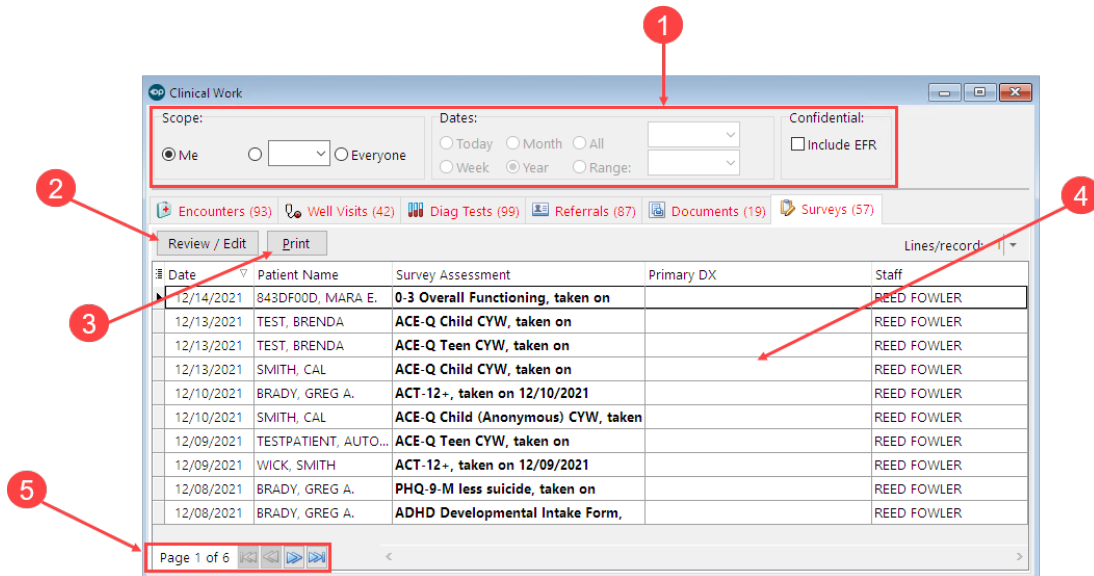 1
Clinical Work
Scope: Dates: Confidential:
Me Everyone Today Month All Include EFR
Week Year Range:
2
4
Encounters (93) Well Visits (42) Diag Tests (99) Referrals (87) Documents (19) Surveys (57)
Review / Edit Print Lines/record: 1
3
Date Patient Name Survey Assessment Primary DX Staff
12/14/2021 843DF00D, MARA E. 0-3 Overall Functioning, taken on REED FOWLER
12/13/2021 TEST, BRENDA ACE-Q Child CYW, taken on REED FOWLER
12/13/2021 TEST, BRENDA ACE-Q Teen CYW, taken on REED FOWLER
12/13/2021 SMITH, CAL ACE-Q Child CYW, taken on REED FOWLER
12/10/2021 BRADY, GREG A. ACT-12+, taken on 12/10/2021 REED FOWLER
12/10/2021 SMITH, CAL ACE-Q Child (Anonymous) CYW, taken REED FOWLER
12/09/2021 TESTPATIENT, AUTO... ACE-Q Teen CYW, taken on REED FOWLER
12/09/2021 WICK, SMITH ACT-12+, taken on 12/09/2021 REED FOWLER
12/08/2021 BRADY, GREG A. PHQ-9-M less suicide, taken on REED FOWLER
12/08/2021 BRADY, GREG A. ADHD Developmental Intake Form, REED FOWLER
5
Page 1 of 6